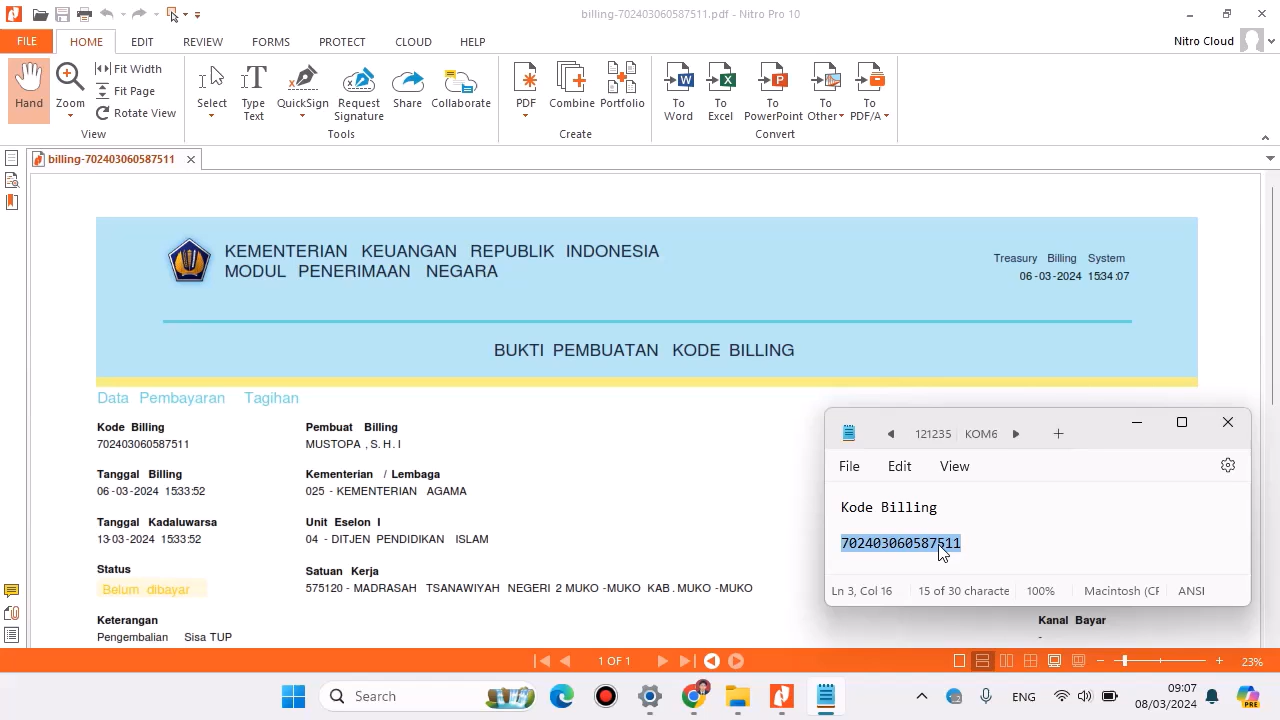 billing-702403060587511.pdf - Nitro Pro 10
FILE HOME EDIT REVIEW FORMS PROTECT CLOUD HELP Nitro Cloud
Hand Zoom Fit Width Fit Page Rotate View Select Type Text QuickSign Request Signature Share Collaborate PDF Combine Portfolio To Word To Excel To PowerPoint To Other To PDF/A
View Tools Create Convert
billing-702403060587511
KEMENTERIAN KEUANGAN REPUBLIK INDONESIA
MODUL PENERIMAAN NEGARA
Treasury Billing System
06-03-2024 15:34:07
BUKTI PEMBUATAN KODE BILLING
Data Pembayaran Tagihan
Kode Billing Pembuat Billing
702403060587511 MUSTOPA , S. H. I
Tanggal Billing Kementerian / Lembaga
06-03-2024 15:33:52 025 - KEMENTERIAN AGAMA
Tanggal Kadaluwarsa Unit Eselon I
13-03-2024 15:33:52 04 - DITJEN PENDIDIKAN ISLAM
Status Satuan Kerja
Belum dibayar 575120 - MADRASAH TSANAWIYAH NEGERI 2 MUKO -MUKO KAB . MUKO -MUKO
Keterangan Kanal Bayar
Pengembalian Sisa TUP -
121235 KOM6
File Edit View
Kode Billing
702403060587511
Ln 3, Col 16 15 of 30 characte 100% Macintosh (CF ANSI
1 OF 1 23%
Search ENG 09:07
08/03/2024
PRE